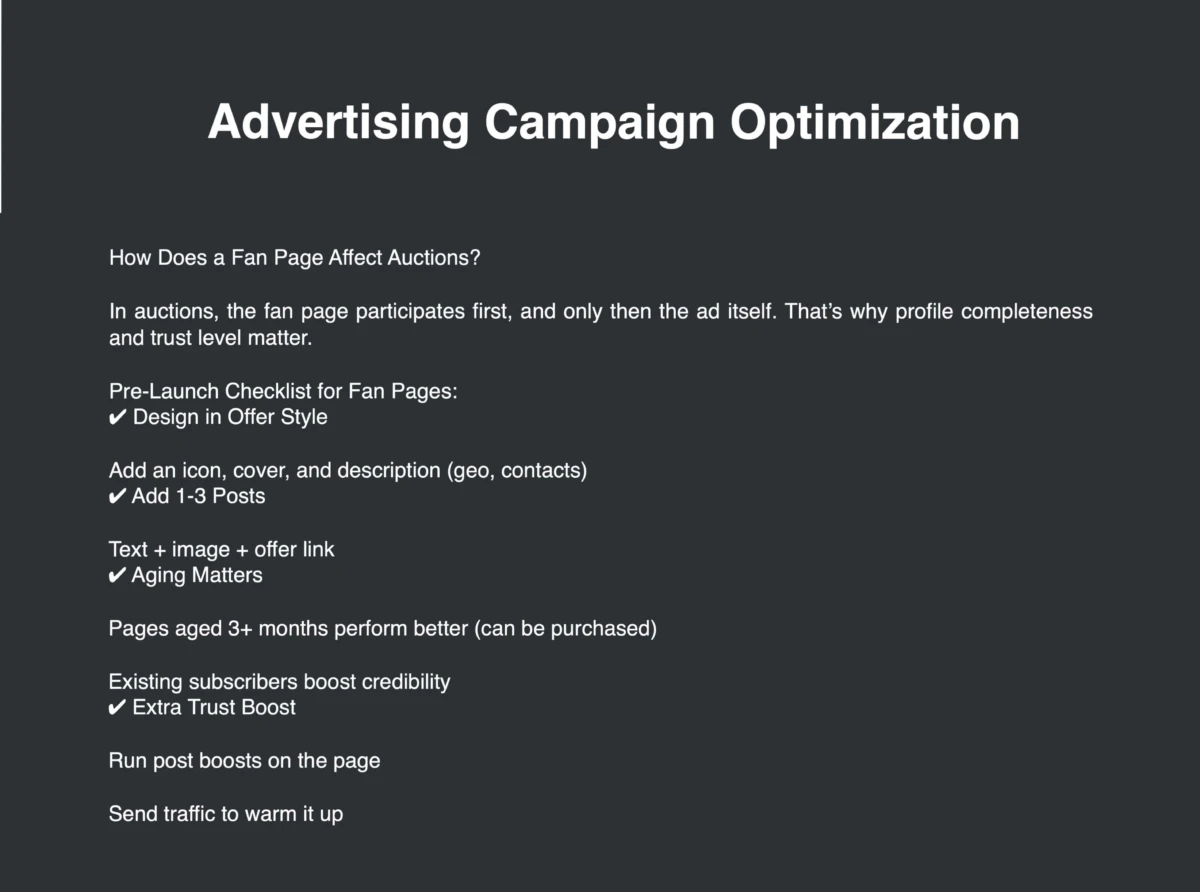 Advertising Campaign Optimization
How Does a Fan Page Affect Auctions?
In auctions, the fan page participates first, and only then the ad itself. That’s why profile completeness
and trust level matter.
Pre-Launch Checklist for Fan Pages:
✔ Design in Offer Style
Add an icon, cover, and description (geo, contacts)
✔ Add 1-3 Posts
Text + image + offer link
✔ Aging Matters
Pages aged 3+ months perform better (can be purchased)
Existing subscribers boost credibility
✔ Extra Trust Boost
Run post boosts on the page
Send traffic to warm it up